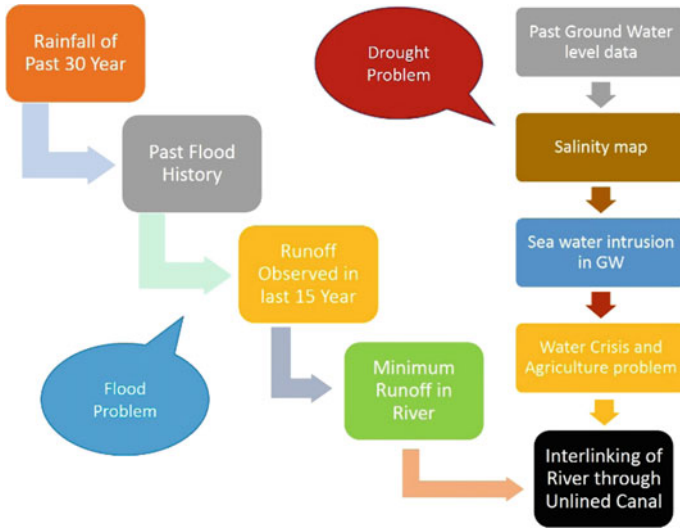 Rainfall of
Past 30 Year
Past Flood
History
Runoff
Observed in
last 15 Year
Minimum
Runoff in
River
Flood
Problem
Drought
Problem
Past Ground Water
level data
Salinity map
Sea water intrusion
in GW
Water Crisis and
Agriculture problem
Interlinking of
River through
Unlined Canal